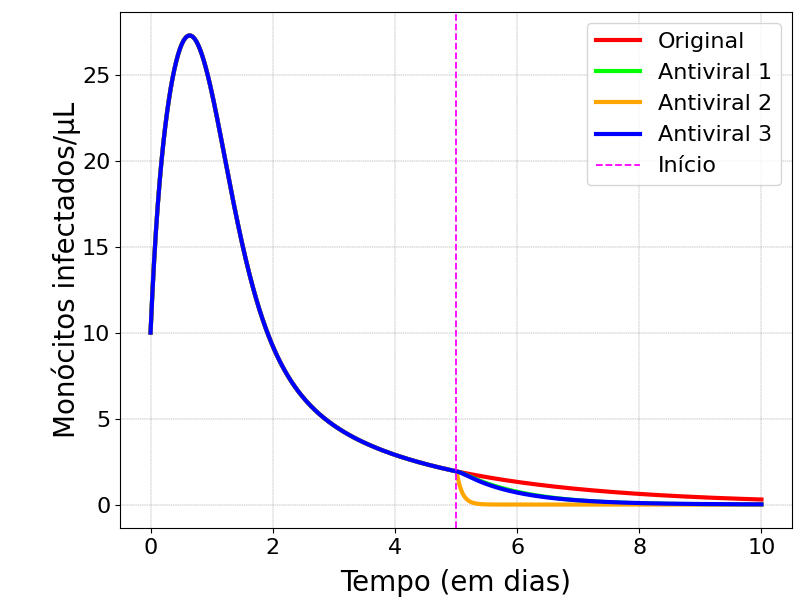 Monócitos infectados/μL
25
20
15
10
5
0
Original
Antiviral 1
Antiviral 2
Antiviral 3
Início
0 2 4 6 8 10
Tempo (em dias)